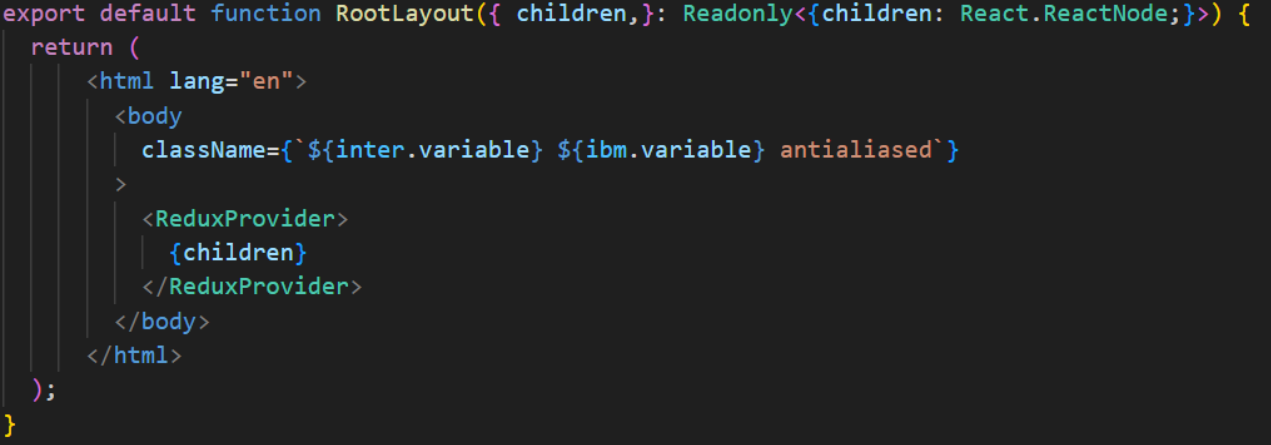 export default function RootLayout({ children,}: Readonly<{children: React.ReactNode;}>) {
  return (
      <html lang="en">
        <body
          className={`${inter.variable} ${ibm.variable} antialiased`}
        >
          <ReduxProvider>
            {children}
          </ReduxProvider>
        </body>
      </html>
  );
}